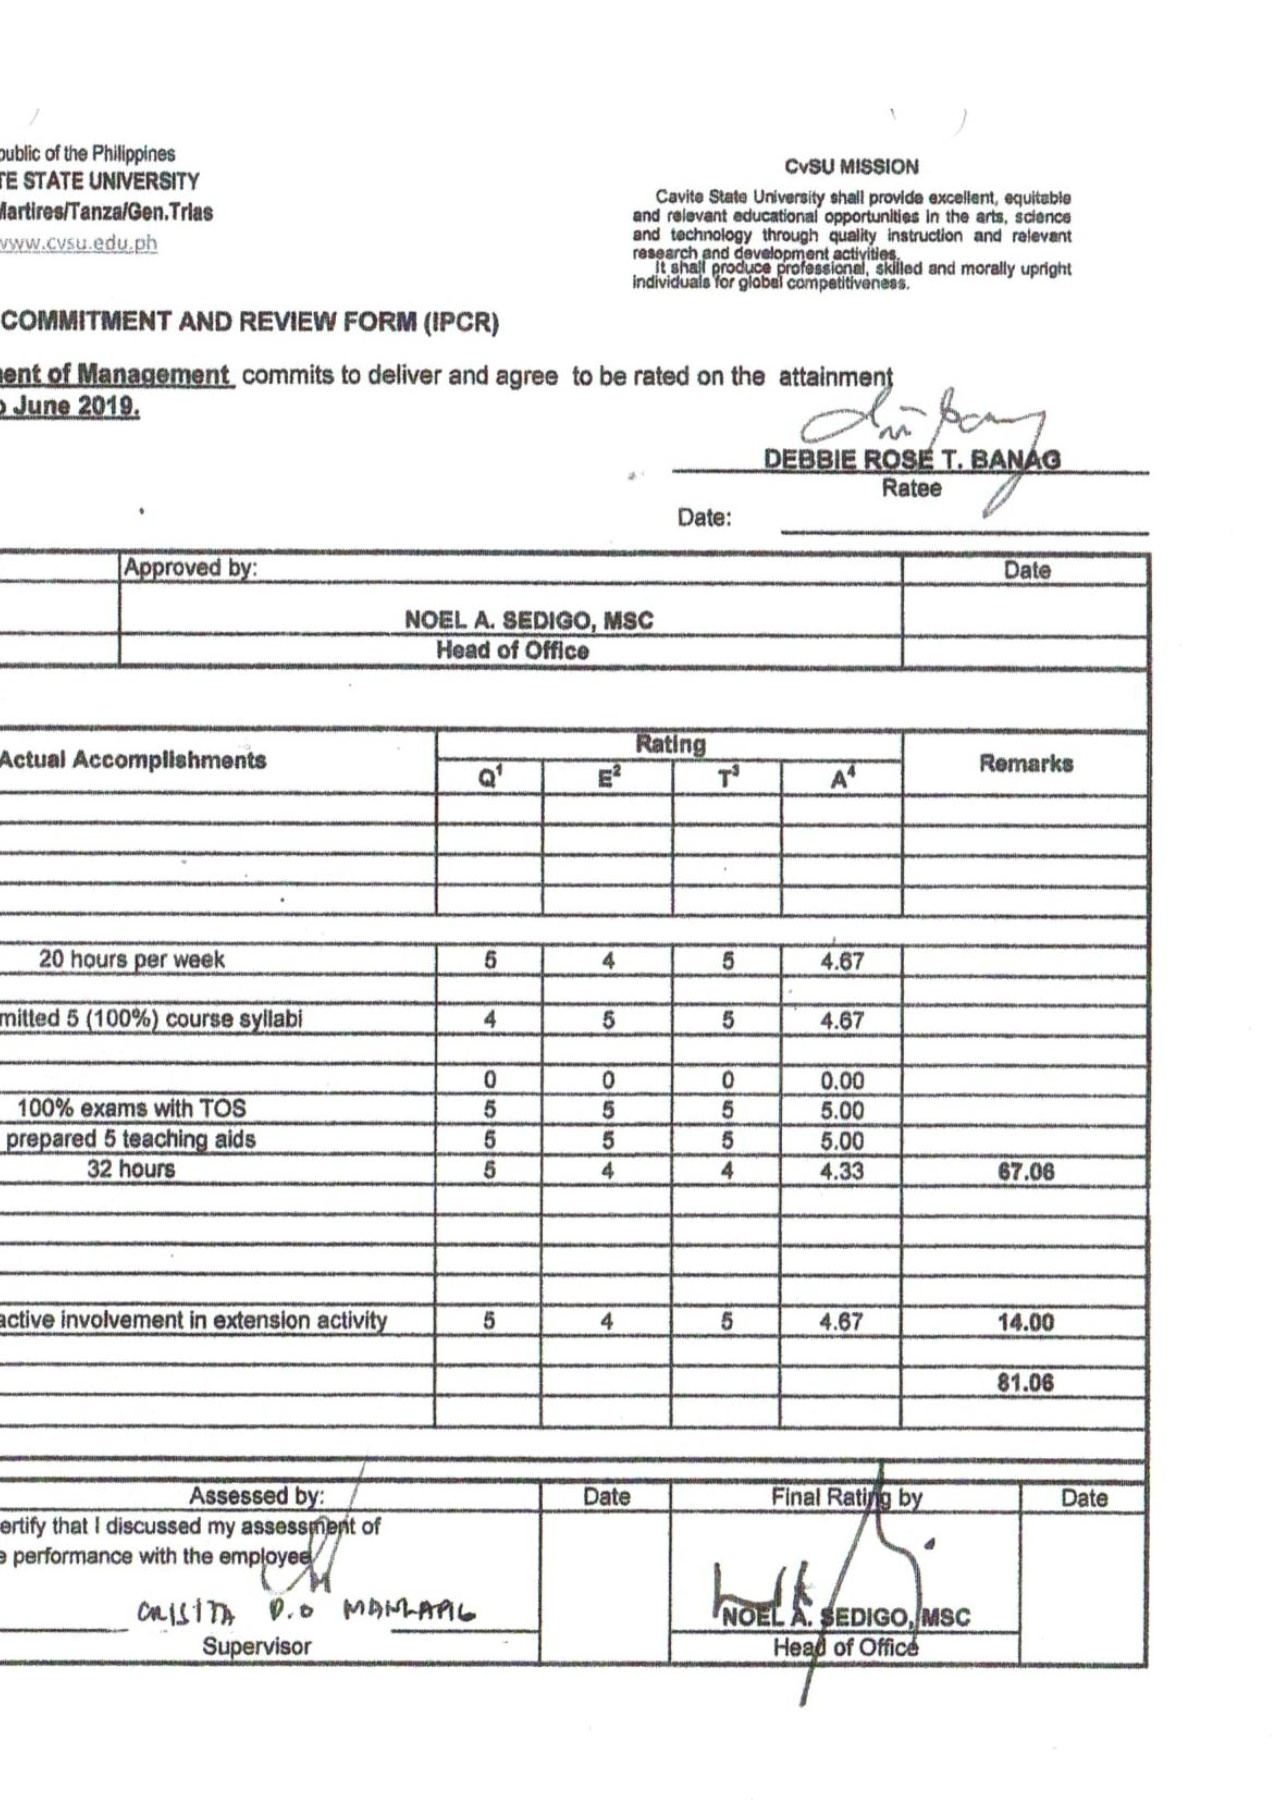 public of the Philippines
TE STATE UNIVERSITY
Martires/Tanza/Gen.Trias
www.cvsu.edu.ph
CvSU MISSION
Cavite State University shall provide excellent, equitable
and relevant educational opportunities in the arts, science
and technology through quality instruction and relevant
research and development activities.
It shall produce professional, skilled and morally upright
individuals for global competitiveness.
COMMITMENT AND REVIEW FORM (IPCR)
ent of Management commits to deliver and agree to be rated on the attainment
o June 2019.
DEBBIE ROSE T. BANAG
Ratee
Date:
Approved by: Date
NOEL A. SEDIGO, MSC
Head of Office
Actual Accomplishments Rating Remarks
Q1 E2 T3 A4
20 hours per week 5 4 5 4.67
mitted 5 (100%) course syllabi 4 5 5 4.67
0 0 0 0.00
100% exams with TOS 5 5 5 5.00
prepared 5 teaching aids 5 5 5 5.00
32 hours 5 4 4 4.33 67.06
active involvement in extension activity 5 4 5 4.67 14.00
81.06
Assessed by: Date Final Rating by Date
ertify that I discussed my assessment of
e performance with the employee
CRISITA D.O MANLAPIG
NOEL A. SEDIGO, MSC
Supervisor Head of Office